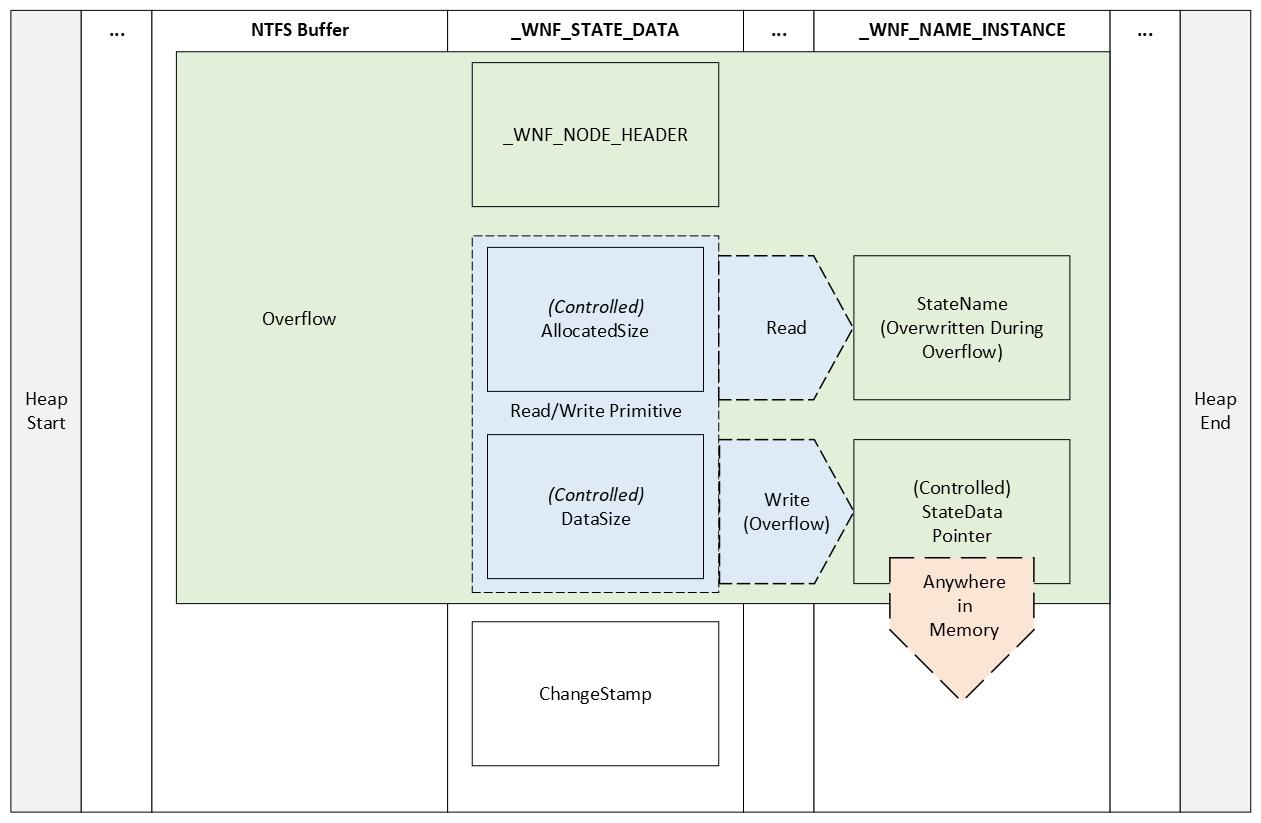 ...
NTFS Buffer
_WNF_STATE_DATA
...
_WNF_NAME_INSTANCE
...
Heap
Start
Overflow
_WNF_NODE_HEADER
(Controlled)
AllocatedSize
Read/Write Primitive
(Controlled)
DataSize
ChangeStamp
Read
Write
(Overflow)
StateName
(Overwritten During
Overflow)
(Controlled)
StateData
Pointer
Anywhere
in
Memory
Heap
End